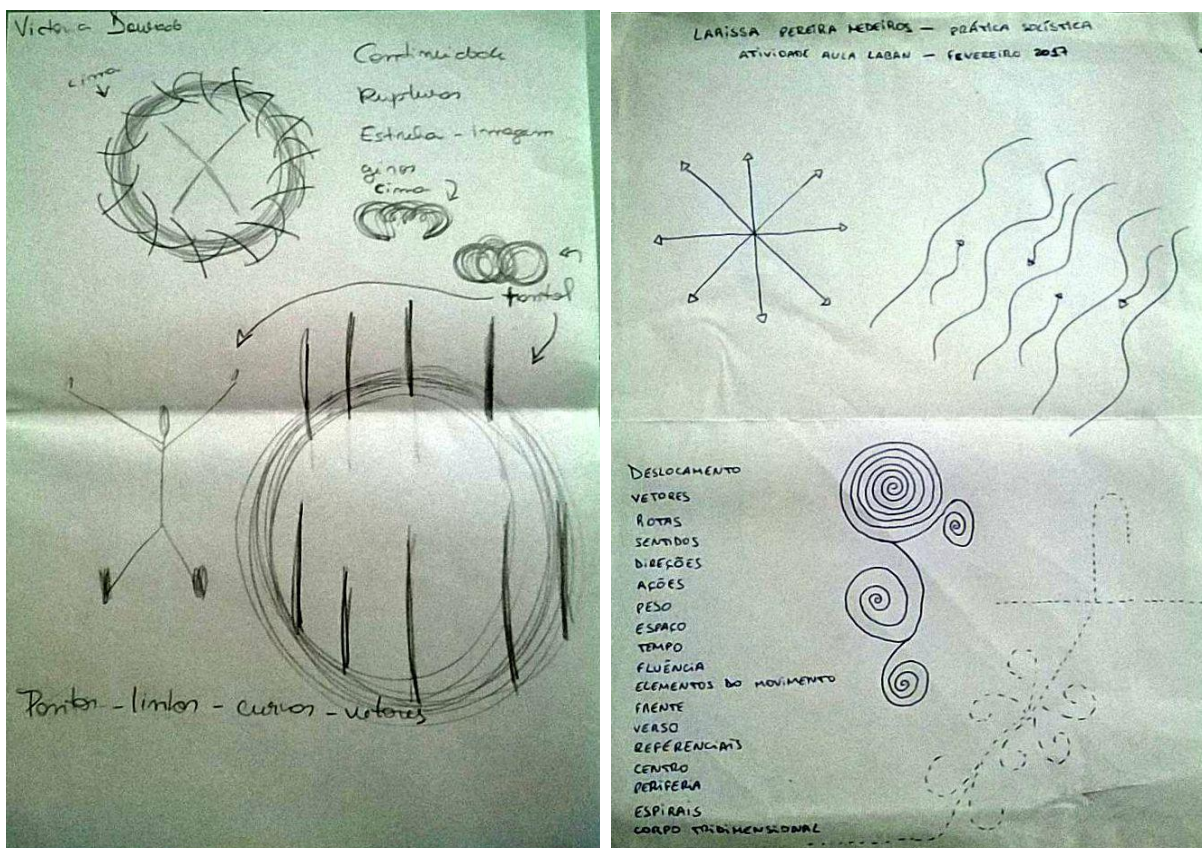 Victoria
cima
Continuidade
Rupturas
Estrela - imagem
giros
cima
frontal
Pontos - linhas - curvas - vetores
LARISSA PEREIRA MEDEIROS — PRÁTICA SOLÍSTICA
ATIVIDADE AULA LABAN — FEVEREIRO 2017
DESLOCAMENTO
VETORES
ROTAS
SENTIDOS
DIREÇÕES
AÇÕES
PESO
ESPAÇO
TEMPO
FLUÊNCIA
ELEMENTOS DO MOVIMENTO
FRENTE
VERSO
REFERENCIAIS
CENTRO
PERIFERIA
ESPIRAIS
CORPO TRIDIMENSIONAL